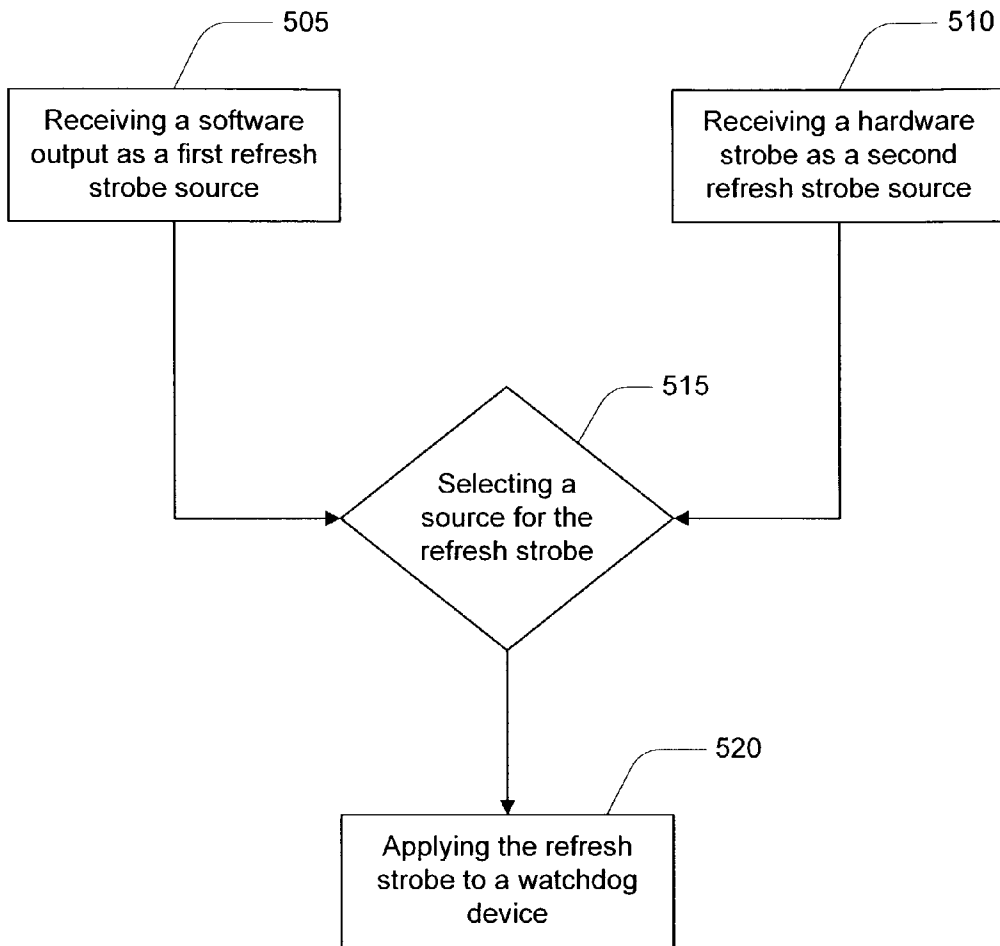 505
510
Receiving a software
output as a first refresh
strobe source
Receiving a hardware
strobe as a second
refresh strobe source
515
Selecting a
source for the
refresh strobe
520
Applying the refresh
strobe to a watchdog
device